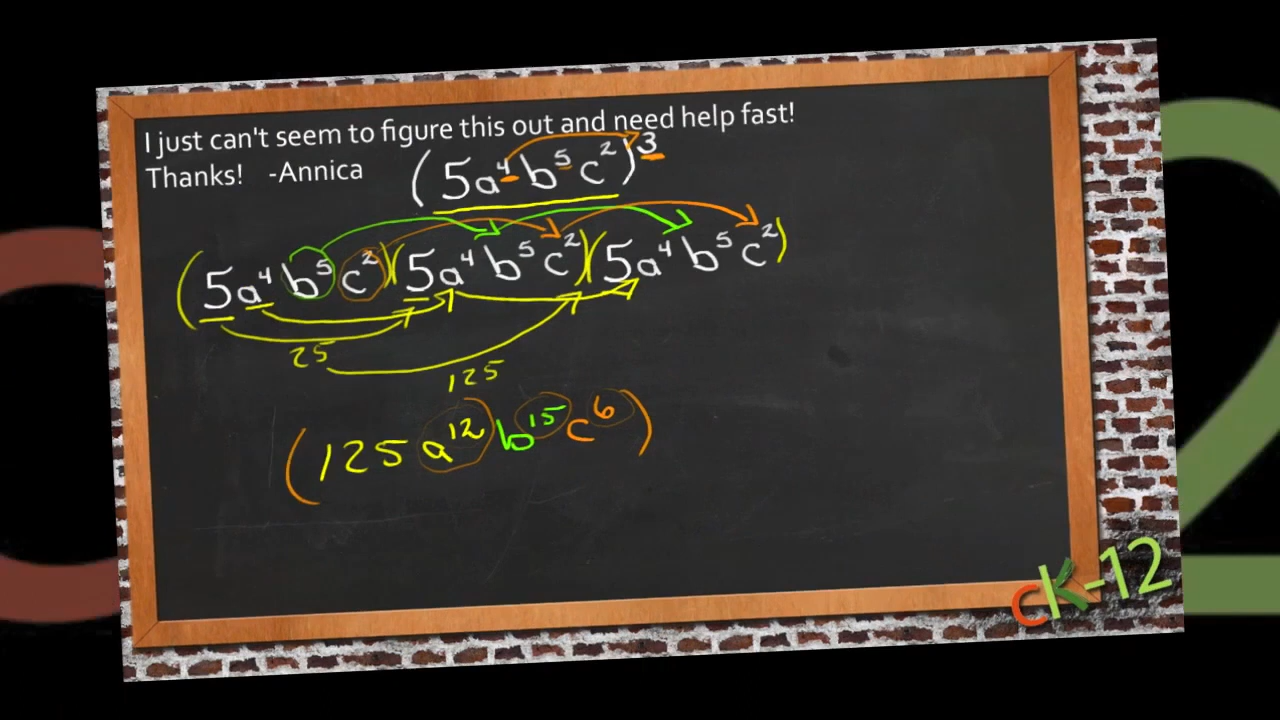 I just can't seem to figure this out and need help fast!
Thanks! -Annica
(5a⁴b⁵c²)³
(5a⁴b⁵c²)(5a⁴b⁵c²)(5a⁴b⁵c²)
25
125
(125a¹²b¹⁵c⁶)
cK-12